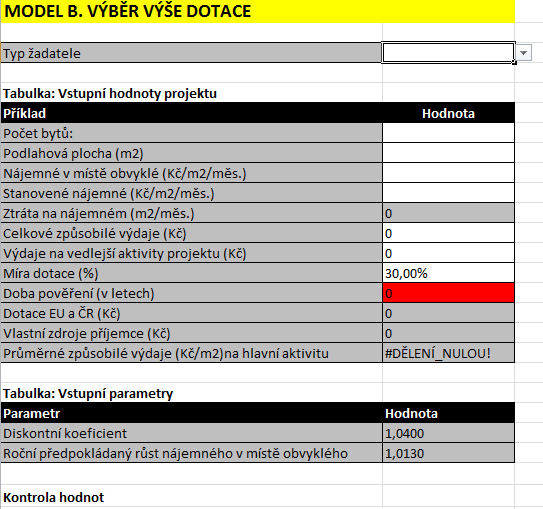 MODEL B. VÝBĚR VÝŠE DOTACE
Typ žadatele
Tabulka: Vstupní hodnoty projektu
Příklad Hodnota
Počet bytů:
Podlahová plocha (m2)
Nájemné v místě obvyklé (Kč/m2/měs.)
Stanovené nájemné (Kč/m2/měs.)
Ztráta na nájemném (m2/měs.) 0
Celkové způsobilé výdaje (Kč) 0
Výdaje na vedlejší aktivity projektu (Kč) 0
Míra dotace (%) 30,00%
Doba pověření (v letech) 0
Dotace EU a ČR (Kč) 0
Vlastní zdroje příjemce (Kč) 0
Průměrné způsobilé výdaje (Kč/m2)na hlavní aktivitu #DĚLENÍ_NULOU!
Tabulka: Vstupní parametry
Parametr Hodnota
Diskontní koeficient 1,0400
Roční předpokládaný růst nájemného v místě obvyklého 1,0130
Kontrola hodnot